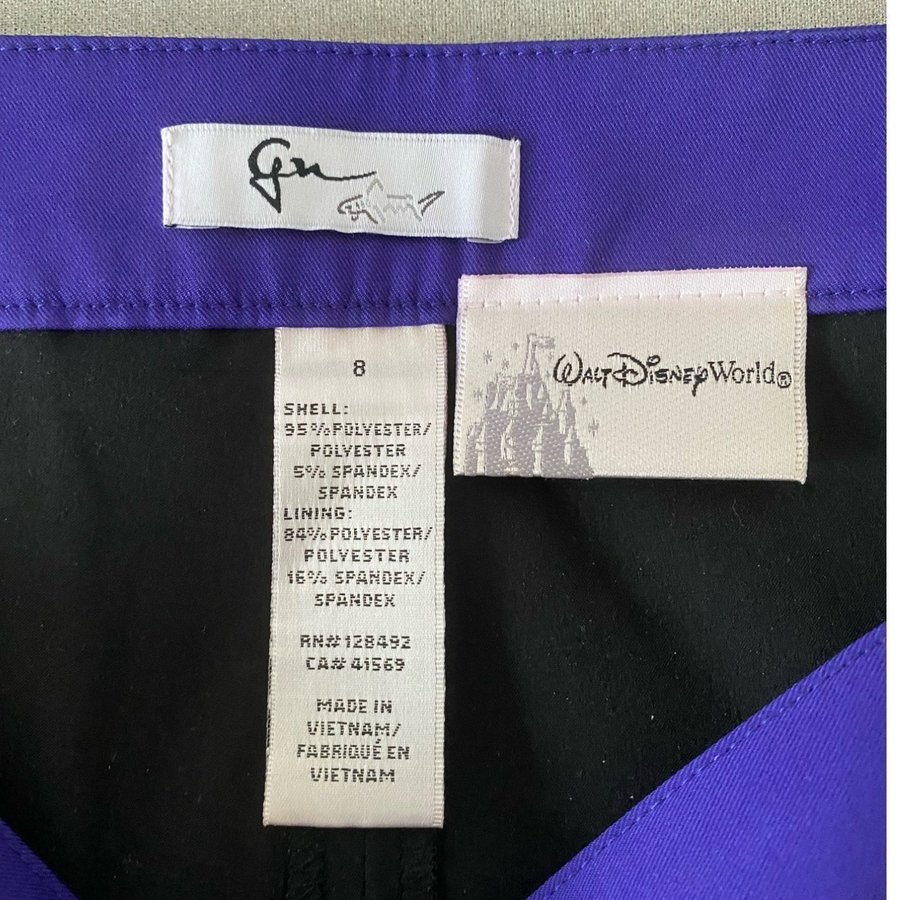 gn
WALT DISNEY World®
8
SHELL:
95%POLYESTER/
POLYESTER
5% SPANDEX/
SPANDEX
LINING:
84%POLYESTER/
POLYESTER
16% SPANDEX/
SPANDEX
RN#128492
CA# 41569
MADE IN
VIETNAM/
FABRIQUÉ EN
VIETNAM